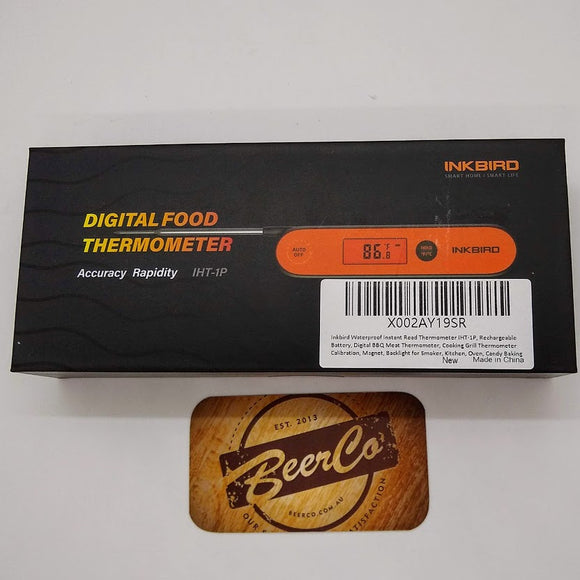 INKBIRD
SMART HOME / SMART LIFE
DIGITAL FOOD
THERMOMETER
Accuracy Rapidity IHT-1P
AUTO
OFF
86.8 °F
INKBIRD
X002AY19SR
Inkbird Waterproof Instant Read Thermometer IHT-1P, Rechargeable
Battery, Digital BBQ Meat Thermometer, Cooking Grill Thermometer
Calibration, Magnet, Backlight for Smoker, Kitchen, Oven, Candy Baking
New Made in China
EST. 2013
BeerCo
BEERCO.COM.AU
OUR